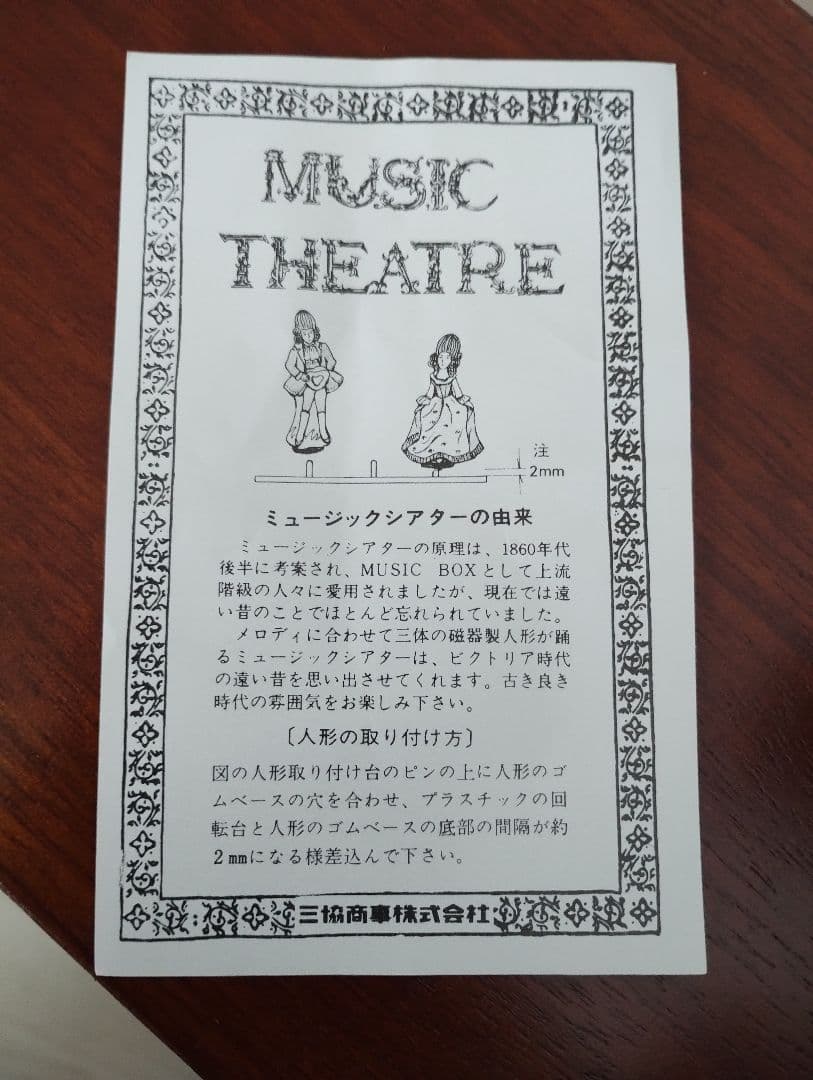 MUSIC
THEATRE
注
2mm
ミュージックシアターの由来
ミュージックシアターの原理は、1860年代
後半に考案され、MUSIC BOXとして上流
階級の人々に愛用されましたが、現在では遠
い昔のことでほとんど忘れられていました。
メロディに合わせて三体の磁器製人形が踊
るミュージックシアターは、ビクトリア時代
の遠い昔を思い出させてくれます。古き良き
時代の雰囲気をお楽しみ下さい。
〔人形の取り付け方〕
図の人形取り付け台のピンの上に人形のゴ
ムベースの穴を合わせ、プラスチックの回
転台と人形のゴムベースの底部の間隔が約
2㎜になる様差込んで下さい。
三協商事株式会社